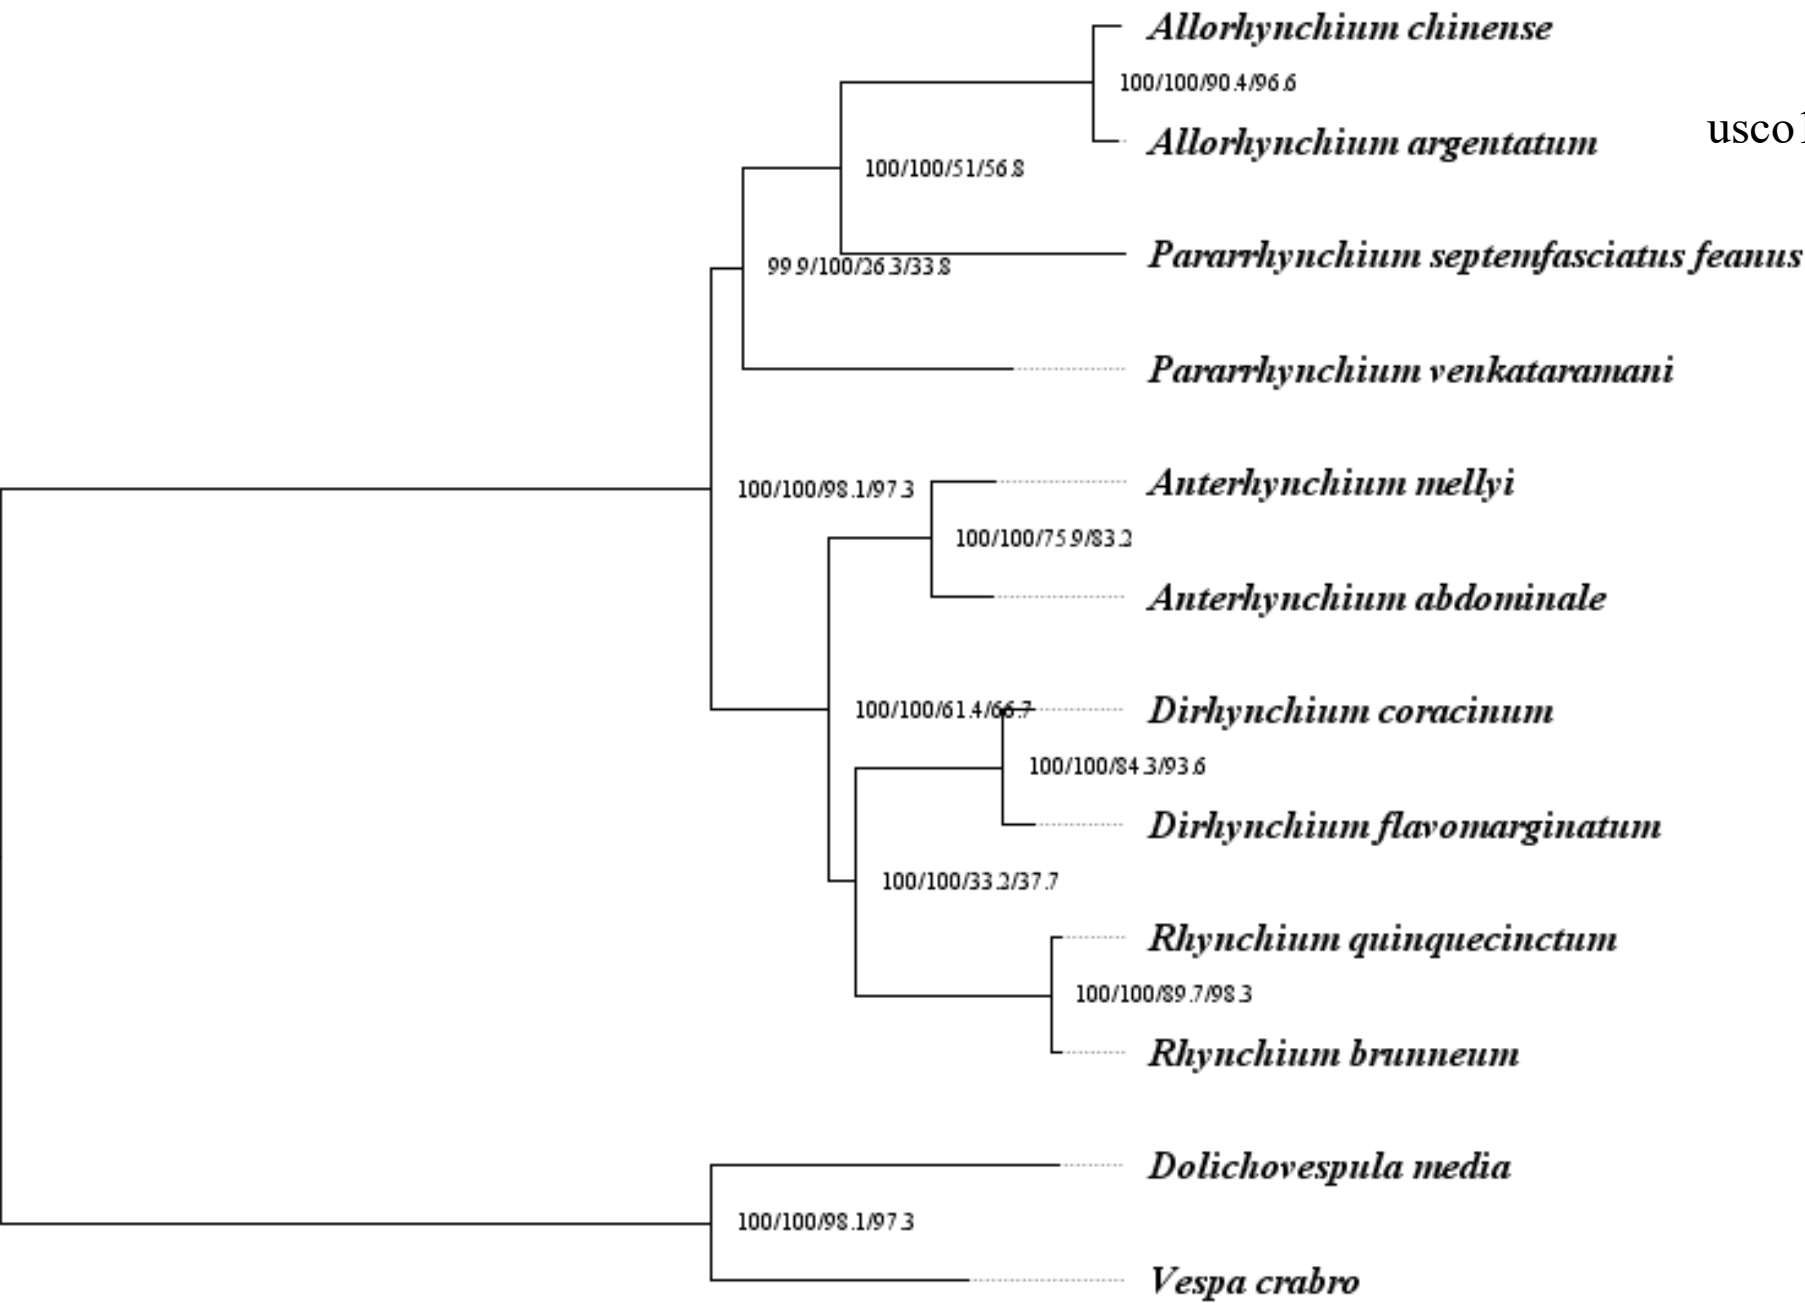 Allorhynchium chinense
100/100/90.4/96.6
Allorhynchium argentatum
usco1
100/100/51/56.8
Pararrhynchium septemfasciatus feanus
99.9/100/26.3/33.8
Pararrhynchium venkataramani
Anterhynchium mellyi
100/100/98.1/97.3
100/100/75.9/83.2
Anterhynchium abdominale
100/100/61.4/66.7
Dirhynchium coracinum
100/100/84.3/93.6
Dirhynchium flavomarginatum
100/100/33.2/37.7
Rhynchium quinquecinctum
100/100/89.7/98.3
Rhynchium brunneum
Dolichovespula media
100/100/98.1/97.3
Vespa crabro